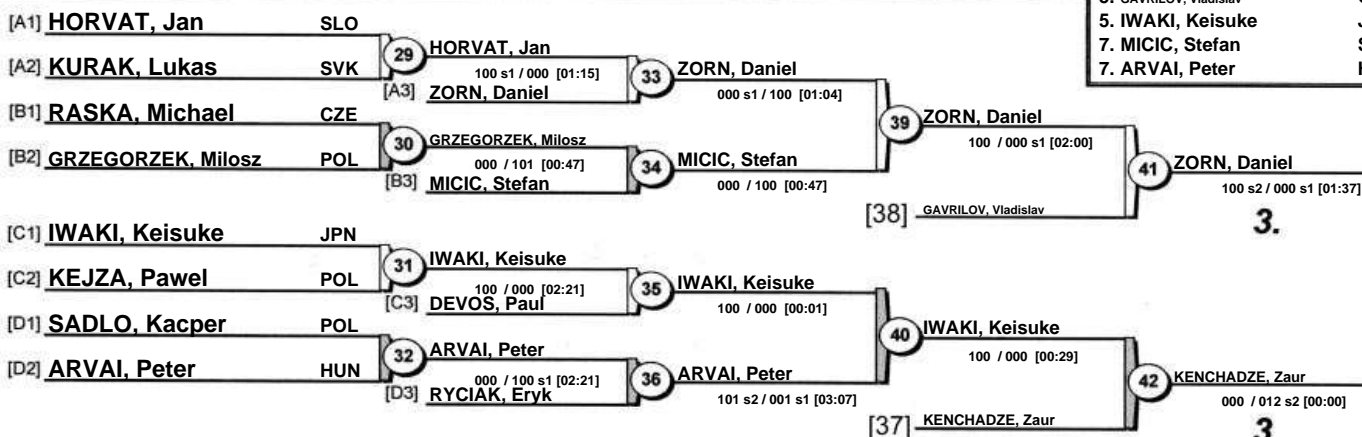 5. IWAKI, Keisuke
7. MICIC, Stefan
7. ARVAI, Peter
[A1] HORVAT, Jan SLO
[A2] KURAK, Lukas SVK
29
HORVAT, Jan
100 s1 / 000 [01:15]
[A3] ZORN, Daniel
33
ZORN, Daniel
000 s1 / 100 [01:04]
[B1] RASKA, Michael CZE
[B2] GRZEGORZEK, Milosz POL
30
GRZEGORZEK, Milosz
000 / 101 [00:47]
[B3] MICIC, Stefan
34
MICIC, Stefan
000 / 100 [00:47]
39
ZORN, Daniel
100 / 000 s1 [02:00]
[38] GAVRILOV, Vladislav
41
ZORN, Daniel
100 s2 / 000 s1 [01:37]
3.
[C1] IWAKI, Keisuke JPN
[C2] KEJZA, Pawel POL
31
IWAKI, Keisuke
100 / 000 [02:21]
[C3] DEVOS, Paul
35
IWAKI, Keisuke
100 / 000 [00:01]
[D1] SADLO, Kacper POL
[D2] ARVAI, Peter HUN
32
ARVAI, Peter
000 / 100 s1 [02:21]
[D3] RYCIAK, Eryk
36
ARVAI, Peter
101 s2 / 001 s1 [03:07]
40
IWAKI, Keisuke
100 / 000 [00:29]
[37] KENCHADZE, Zaur
42
KENCHADZE, Zaur
000 / 012 s2 [00:00]
3